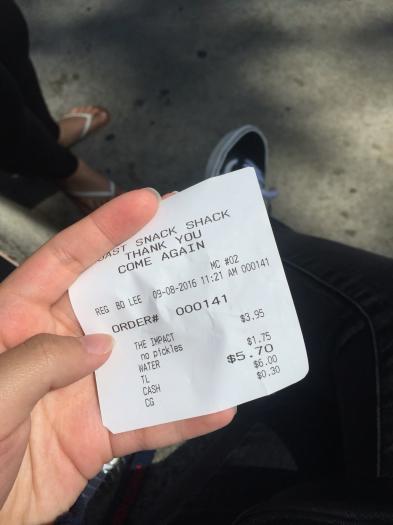 SNACK SHACK
THANK YOU
COME AGAIN
MC #02
REG BO LEE 09-08-2016 11:21 AM 000141
ORDER# 000141
THE IMPACT $3.95
no pickles
WATER $1.75
TL $5.70
CASH $6.00
CG $0.30